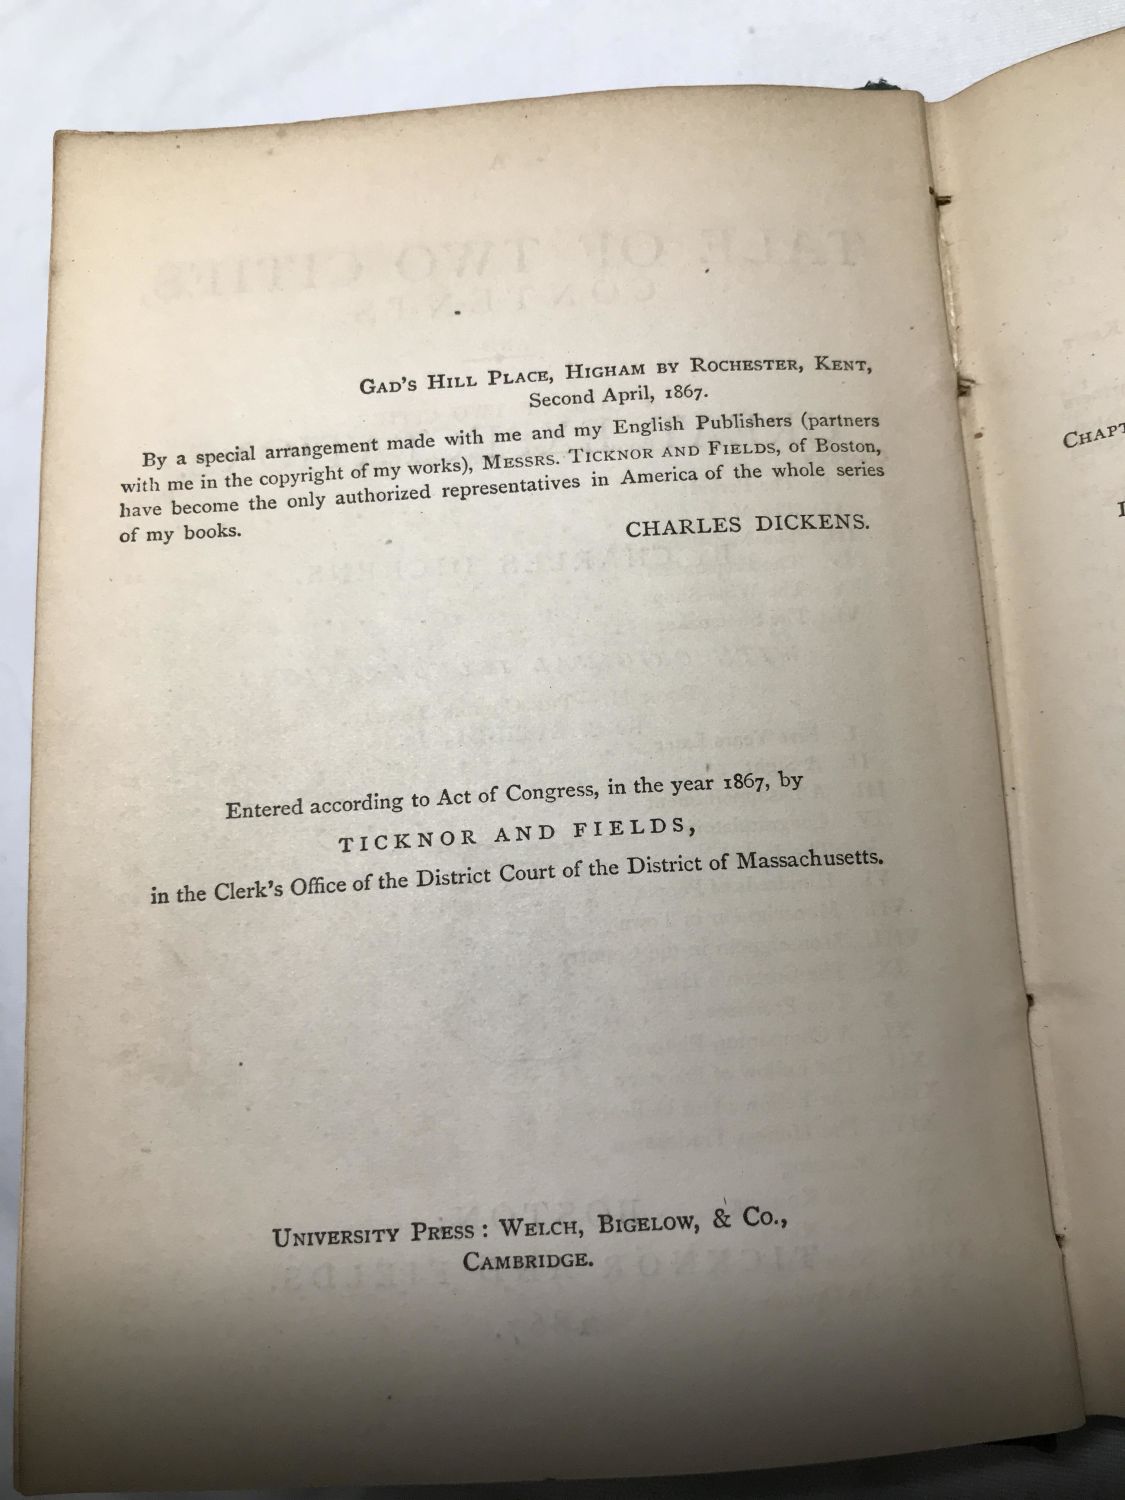 Gad's Hill Place, Higham by Rochester, Kent,
Second April, 1867.
By a special arrangement made with me and my English Publishers (partners
with me in the copyright of my works), Messrs. Ticknor and Fields, of Boston,
have become the only authorized representatives in America of the whole series
of my books.
CHARLES DICKENS.
Entered according to Act of Congress, in the year 1867, by
TICKNOR AND FIELDS,
in the Clerk's Office of the District Court of the District of Massachusetts.
University Press: Welch, Bigelow, & Co.,
Cambridge.